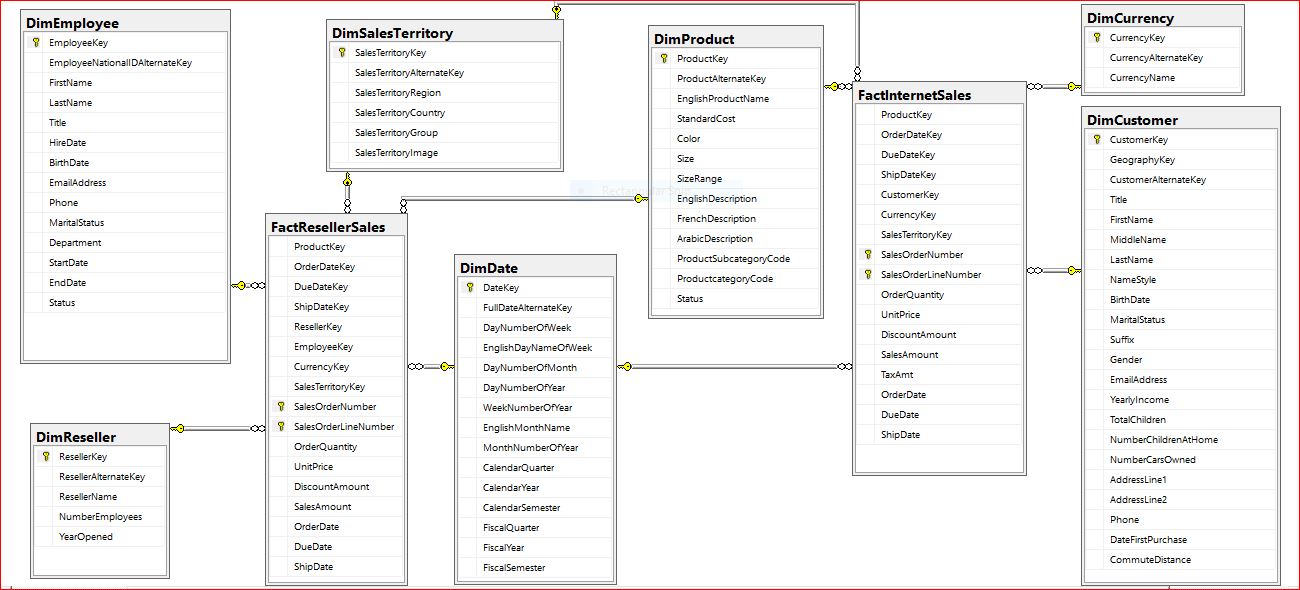 DimEmployee
EmployeeKey
EmployeeNationalIDAlternateKey
FirstName
LastName
Title
HireDate
BirthDate
EmailAddress
Phone
MaritalStatus
Department
StartDate
EndDate
Status
DimSalesTerritory
SalesTerritoryKey
SalesTerritoryAlternateKey
SalesTerritoryRegion
SalesTerritoryCountry
SalesTerritoryGroup
SalesTerritoryImage
DimProduct
ProductKey
ProductAlternateKey
EnglishProductName
StandardCost
Color
Size
SizeRange
EnglishDescription
FrenchDescription
ArabicDescription
ProductSubcategoryCode
ProductcategoryCode
Status
DimCurrency
CurrencyKey
CurrencyAlternateKey
CurrencyName
FactInternetSales
ProductKey
OrderDateKey
DueDateKey
ShipDateKey
CustomerKey
CurrencyKey
SalesTerritoryKey
SalesOrderNumber
SalesOrderLineNumber
OrderQuantity
UnitPrice
DiscountAmount
SalesAmount
TaxAmt
OrderDate
DueDate
ShipDate
DimCustomer
CustomerKey
GeographyKey
CustomerAlternateKey
Title
FirstName
MiddleName
LastName
NameStyle
BirthDate
MaritalStatus
Suffix
Gender
EmailAddress
YearlyIncome
TotalChildren
NumberChildrenAtHome
NumberCarsOwned
AddressLine1
AddressLine2
Phone
DateFirstPurchase
CommuteDistance
FactResellerSales
ProductKey
OrderDateKey
DueDateKey
ShipDateKey
ResellerKey
EmployeeKey
CurrencyKey
SalesTerritoryKey
SalesOrderNumber
SalesOrderLineNumber
OrderQuantity
UnitPrice
DiscountAmount
SalesAmount
OrderDate
DueDate
ShipDate
DimDate
DateKey
FullDateAlternateKey
DayNumberOfWeek
EnglishDayNameOfWeek
DayNumberOfMonth
DayNumberOfYear
WeekNumberOfYear
EnglishMonthName
MonthNumberOfYear
CalendarQuarter
CalendarYear
CalendarSemester
FiscalQuarter
FiscalYear
FiscalSemester
DimReseller
ResellerKey
ResellerAlternateKey
ResellerName
NumberEmployees
YearOpened